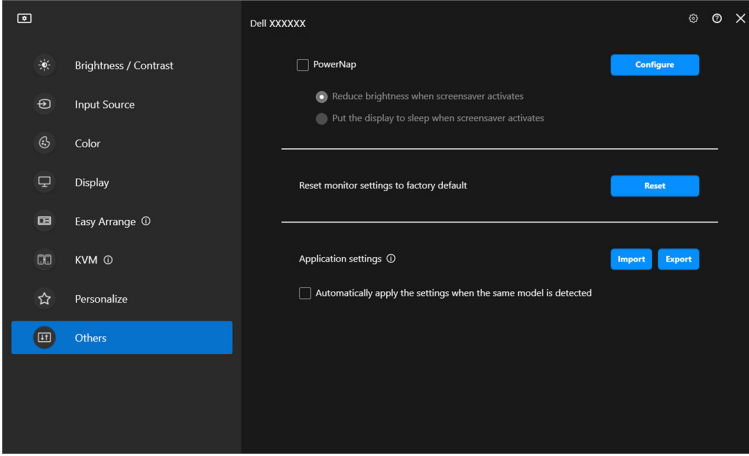 Dell XXXXXX
Brightness / Contrast
Input Source
Color
Display
Easy Arrange
KVM
Personalize
Others
PowerNap
Configure
Reduce brightness when screensaver activates
Put the display to sleep when screensaver activates
Reset monitor settings to factory default
Reset
Application settings
Import
Export
Automatically apply the settings when the same model is detected